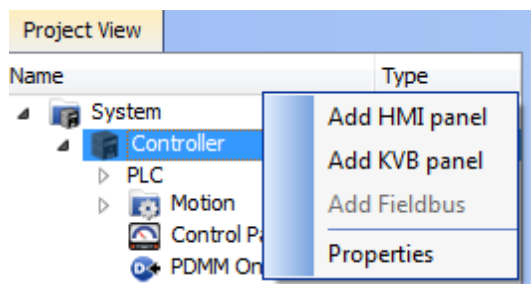 Project View
Name Type
System
Controller
PLC
Motion
Control Pa
PDMM On
Add HMI panel
Add KVB panel
Add Fieldbus
Properties